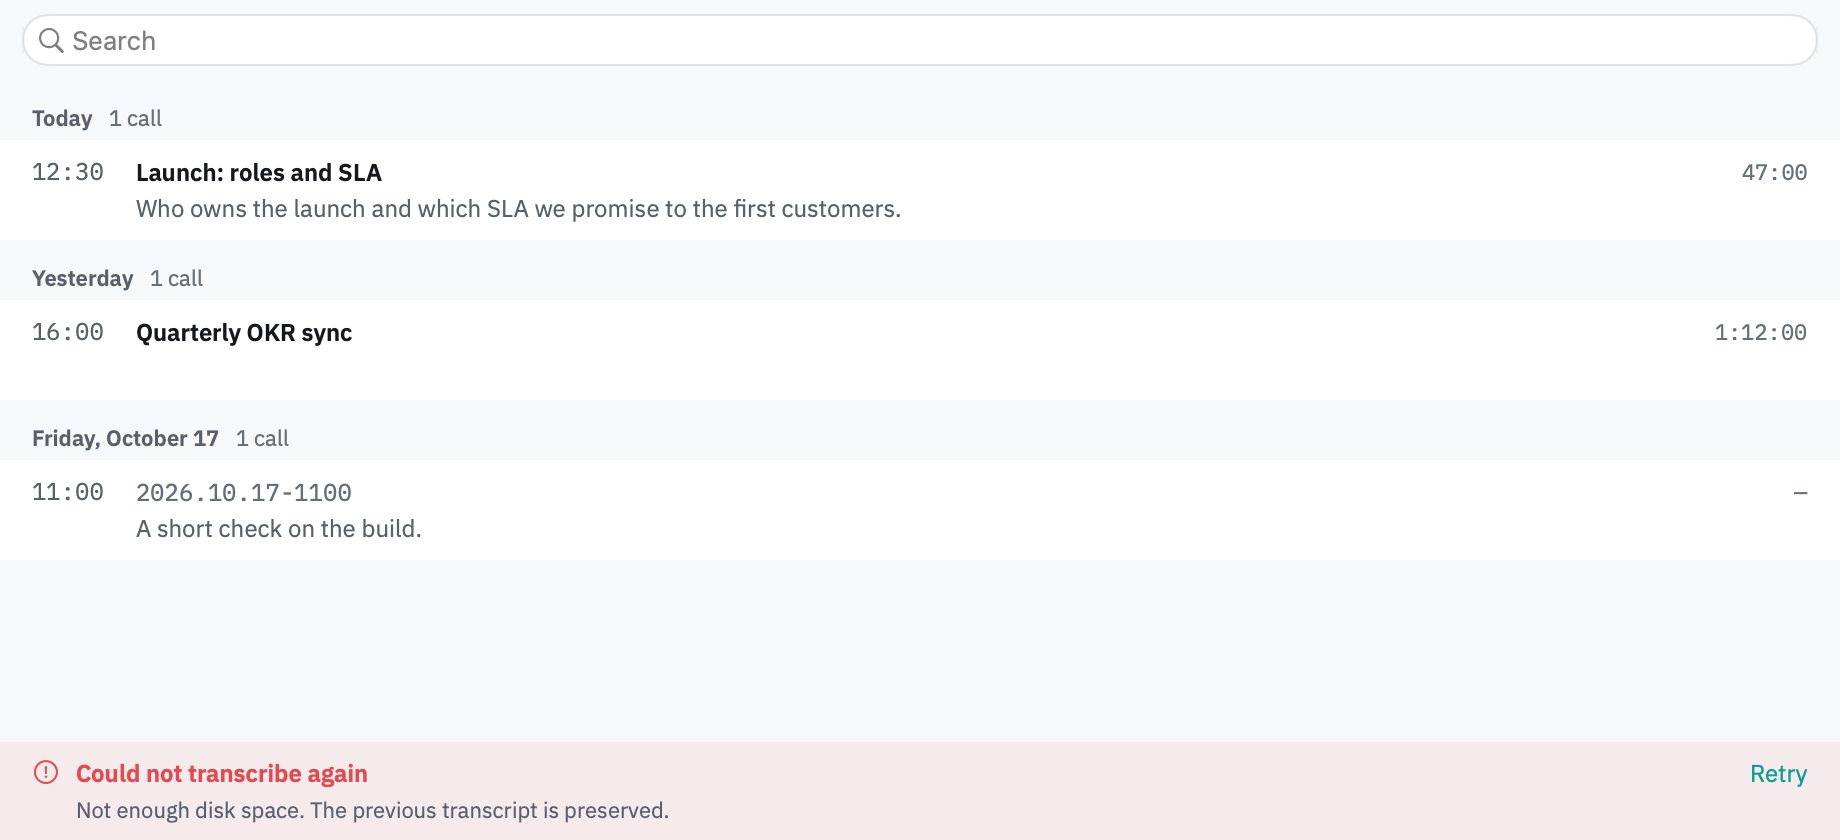 Search
Today 1 call
12:30 Launch: roles and SLA 47:00
Who owns the launch and which SLA we promise to the first customers.
Yesterday 1 call
16:00 Quarterly OKR sync 1:12:00
Friday, October 17 1 call
11:00 2026.10.17-1100 —
A short check on the build.
Could not transcribe again Retry
Not enough disk space. The previous transcript is preserved.